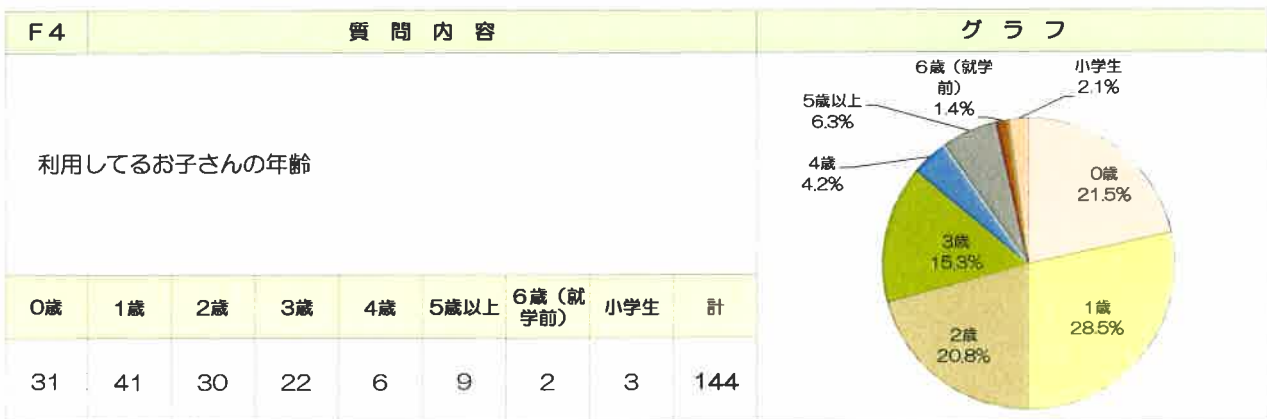 F4 質問内容 グラフ
利用してるお子さんの年齢
0歳 1歳 2歳 3歳 4歳 5歳以上 6歳（就学前） 小学生 計
31 41 30 22 6 9 2 3 144
6歳（就学
前）
1.4%
小学生
2.1%
5歳以上
6.3%
4歳
4.2%
0歳
21.5%
3歳
15.3%
1歳
28.5%
2歳
20.8%